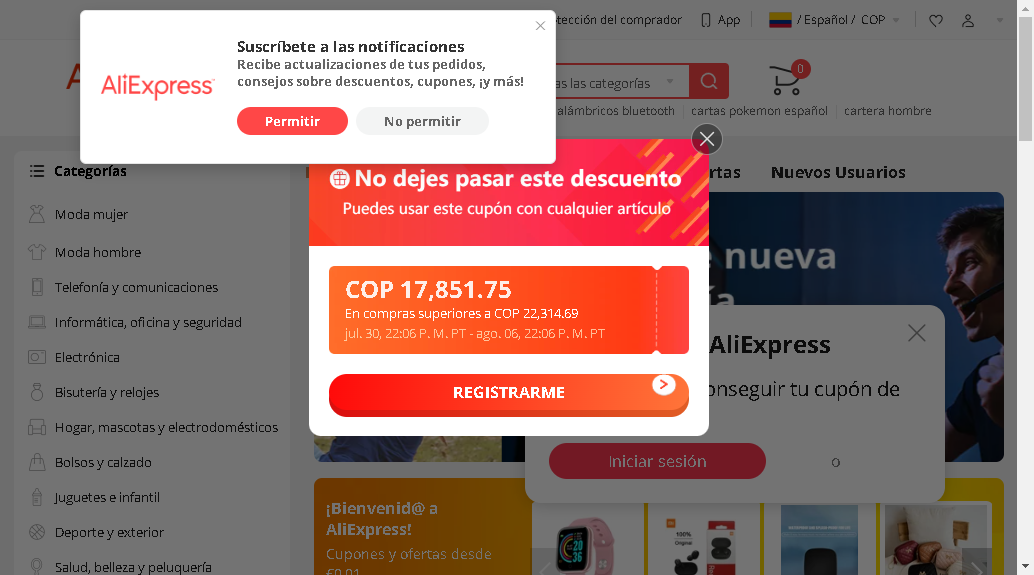 otección del comprador
App
/ Español / COP
Suscríbete a las notificaciones
Recibe actualizaciones de tus pedidos,
consejos sobre descuentos, cupones, ¡y más!
AliExpress
Permitir
No permitir
as las categorías
0
alámbricos bluetooth
cartas pokemon español
cartera hombre
Categorías
rtas
Nuevos Usuarios
Moda mujer
Moda hombre
Telefonía y comunicaciones
Informática, oficina y seguridad
Electrónica
Bisutería y relojes
Hogar, mascotas y electrodomésticos
Bolsos y calzado
Juguetes e infantil
Deporte y exterior
Salud, belleza y peluquería
No dejes pasar este descuento
Puedes usar este cupón con cualquier artículo
COP 17,851.75
En compras superiores a COP 22,314.69
jul. 30, 22:06 P. M. PT - ago. 06, 22:06 P. M. PT
REGISTRARME
e nueva
ía
AliExpress
onseguir tu cupón de
Iniciar sesión
o
¡Bienvenid@ a
AliExpress!
Cupones y ofertas desde
€0,01
100%
Original